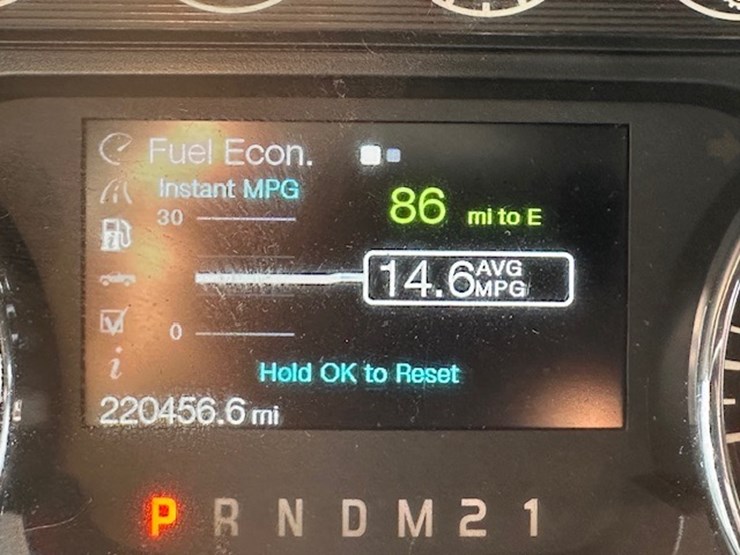 Fuel Econ.
Instant MPG
30
86 mi to E
14.6 AVG MPG
0
Hold OK to Reset
i
220456.6 mi
P R N D M 2 1